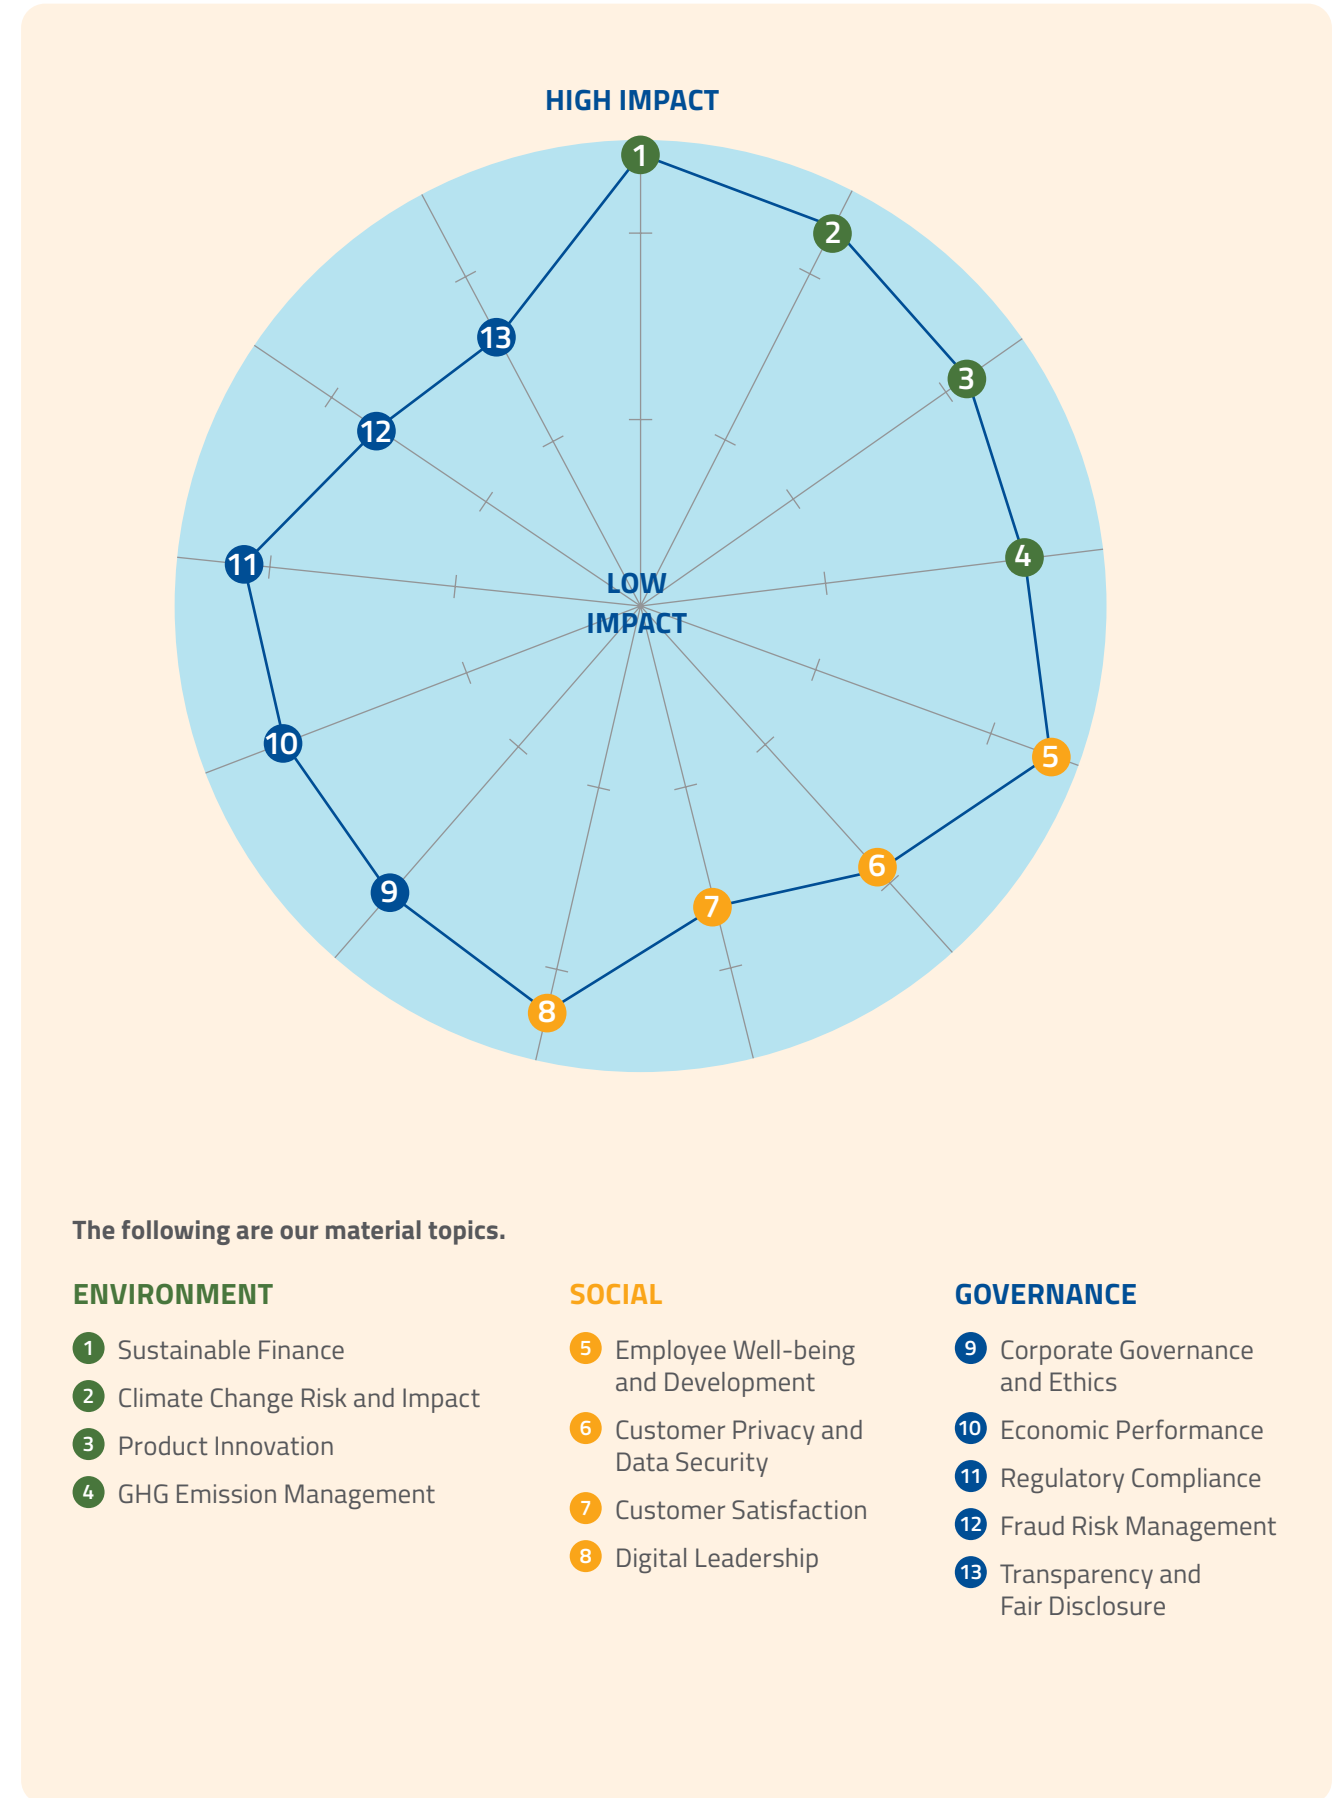 HIGH IMPACT
1
2
3
4
5
6
7
8
9
10
11
12
13
LOW
IMPACT
The following are our material topics.
ENVIRONMENT
1 Sustainable Finance
2 Climate Change Risk and Impact
3 Product Innovation
4 GHG Emission Management
SOCIAL
5 Employee Well-being
and Development
6 Customer Privacy and
Data Security
7 Customer Satisfaction
8 Digital Leadership
GOVERNANCE
9 Corporate Governance
and Ethics
10 Economic Performance
11 Regulatory Compliance
12 Fraud Risk Management
13 Transparency and
Fair Disclosure